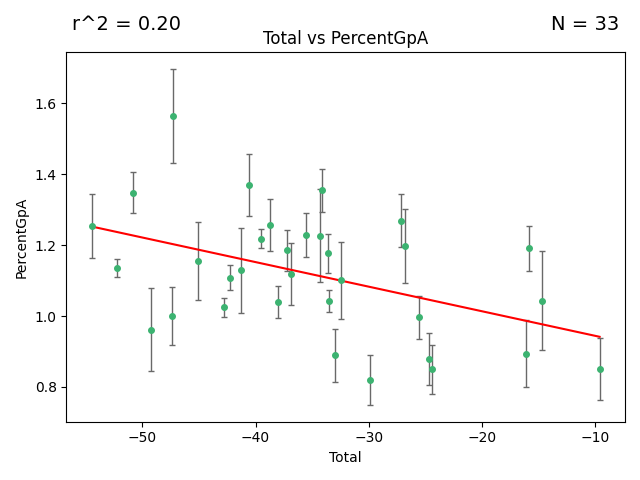 r^2 = 0.20
N = 33
Total vs PercentGpA
1.6
1.4
1.2
1.0
0.8
PercentGpA
−50
−40
−30
−20
−10
Total